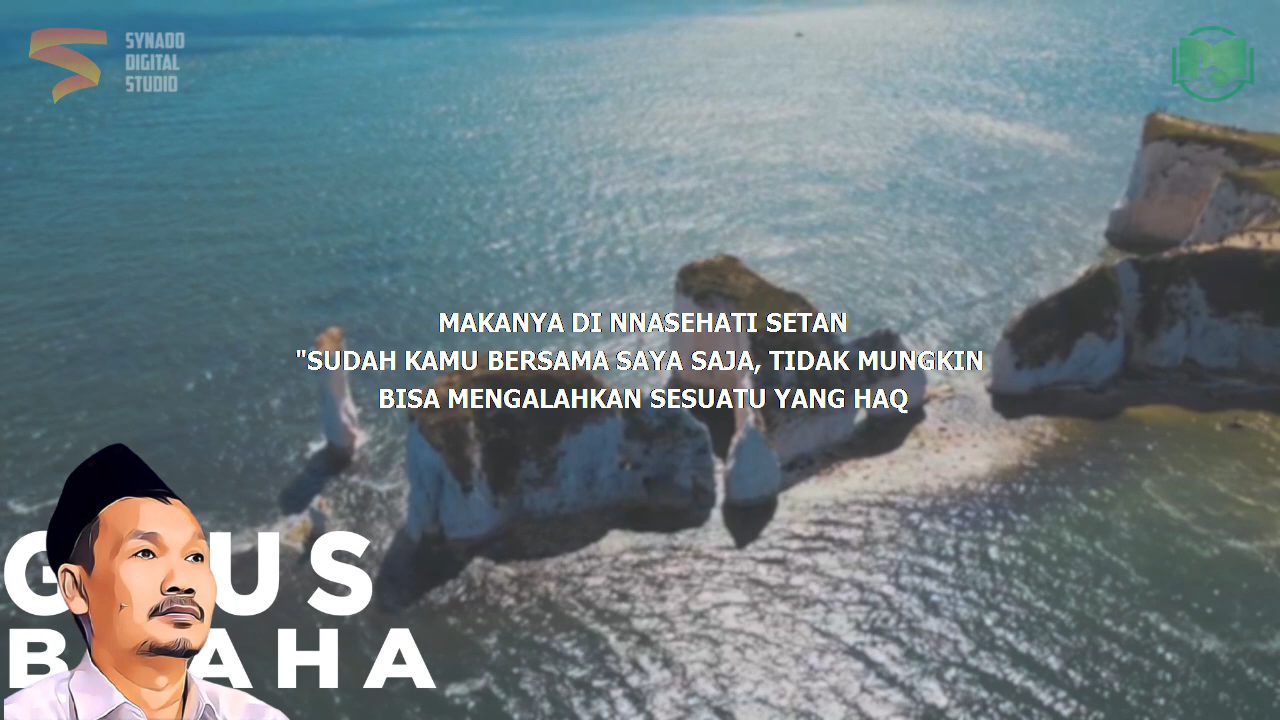 SYNADO
DIGITAL
STUDIO
MAKANYA DI NNASEHATI SETAN
"SUDAH KAMU BERSAMA SAYA SAJA, TIDAK MUNGKIN
BISA MENGALAHKAN SESUATU YANG HAQ
GUS
BAHA